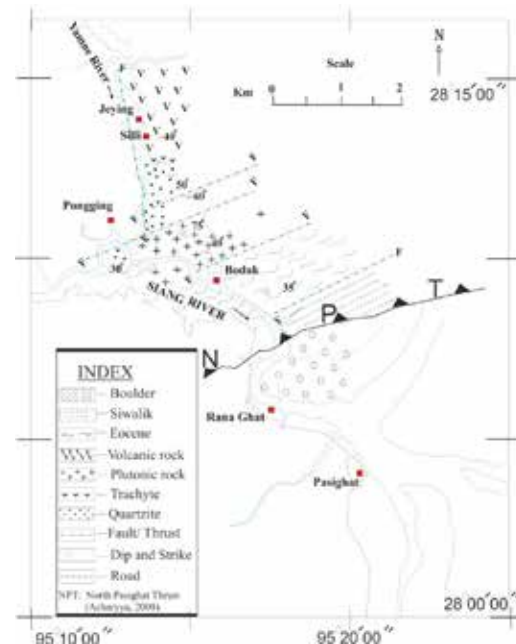 Yamne River
N
Scale
Km 0 1 2
28°15'00"
Jeying
Silli
40°
50°
60°
Pongging
75°
30°
Bodak
35°
SIANG RIVER
F
N P T
INDEX
Boulder
Siwalik
Eocene
Volcanic rock
Plutonic rock
Trachyte
Quartzite
Fault/ Thrust
Dip and Strike
Road
NPT: North Pasighat Thrust
(Acharyya, 2008)
Rana Ghat
Pasighat
28°00'00"
95°10'00"
95°20'00"